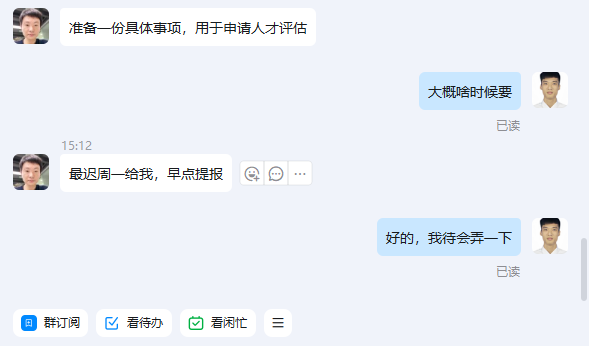 准备一份具体事项，用于申请人才评估
大概啥时候要
已读
15:12
最迟周一给我，早点提报
好的，我待会弄一下
已读
群订阅 看待办 看闲忙